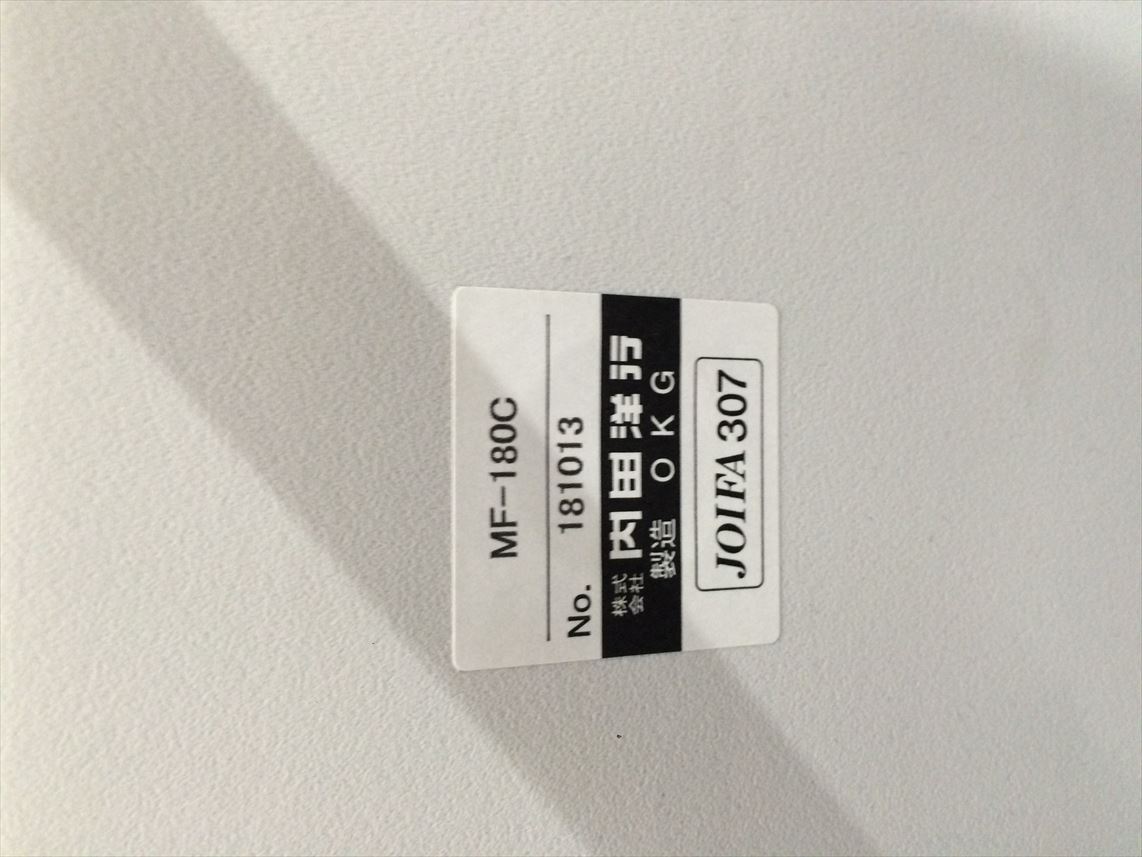 MF-180C
No. 181013
株式会社 内田洋行
製造 OKG
JOIFA 307